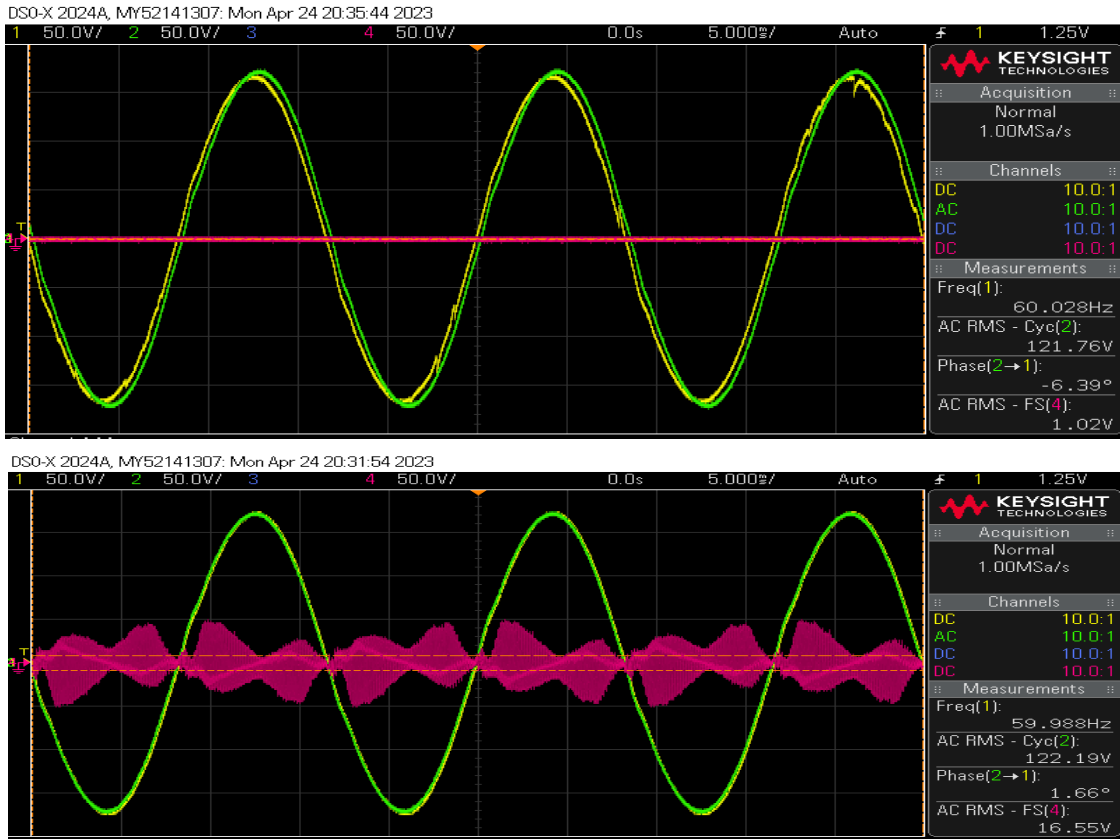 DSO-X 2024A, MY52141307: Mon Apr 24 20:35:44 2023
1 50.0V/ 2 50.0V/ 3 4 50.0V/ 0.0s 5.000ms/ Auto 1 1.25V
KEYSIGHT
TECHNOLOGIES
Acquisition
Normal
1.00MSa/s
Channels
DC 10.0:1
AC 10.0:1
DC 10.0:1
DC 10.0:1
Measurements
Freq(1):
60.028Hz
AC RMS - Cyc(2):
121.76V
Phase(2→1):
-6.39°
AC RMS - FS(4):
1.02V
T
DSO-X 2024A, MY52141307: Mon Apr 24 20:31:54 2023
1 50.0V/ 2 50.0V/ 3 4 50.0V/ 0.0s 5.000ms/ Auto 1 1.25V
KEYSIGHT
TECHNOLOGIES
Acquisition
Normal
1.00MSa/s
Channels
DC 10.0:1
AC 10.0:1
DC 10.0:1
DC 10.0:1
Measurements
Freq(1):
59.988Hz
AC RMS - Cyc(2):
122.19V
Phase(2→1):
1.66°
AC RMS - FS(4):
16.55V
T